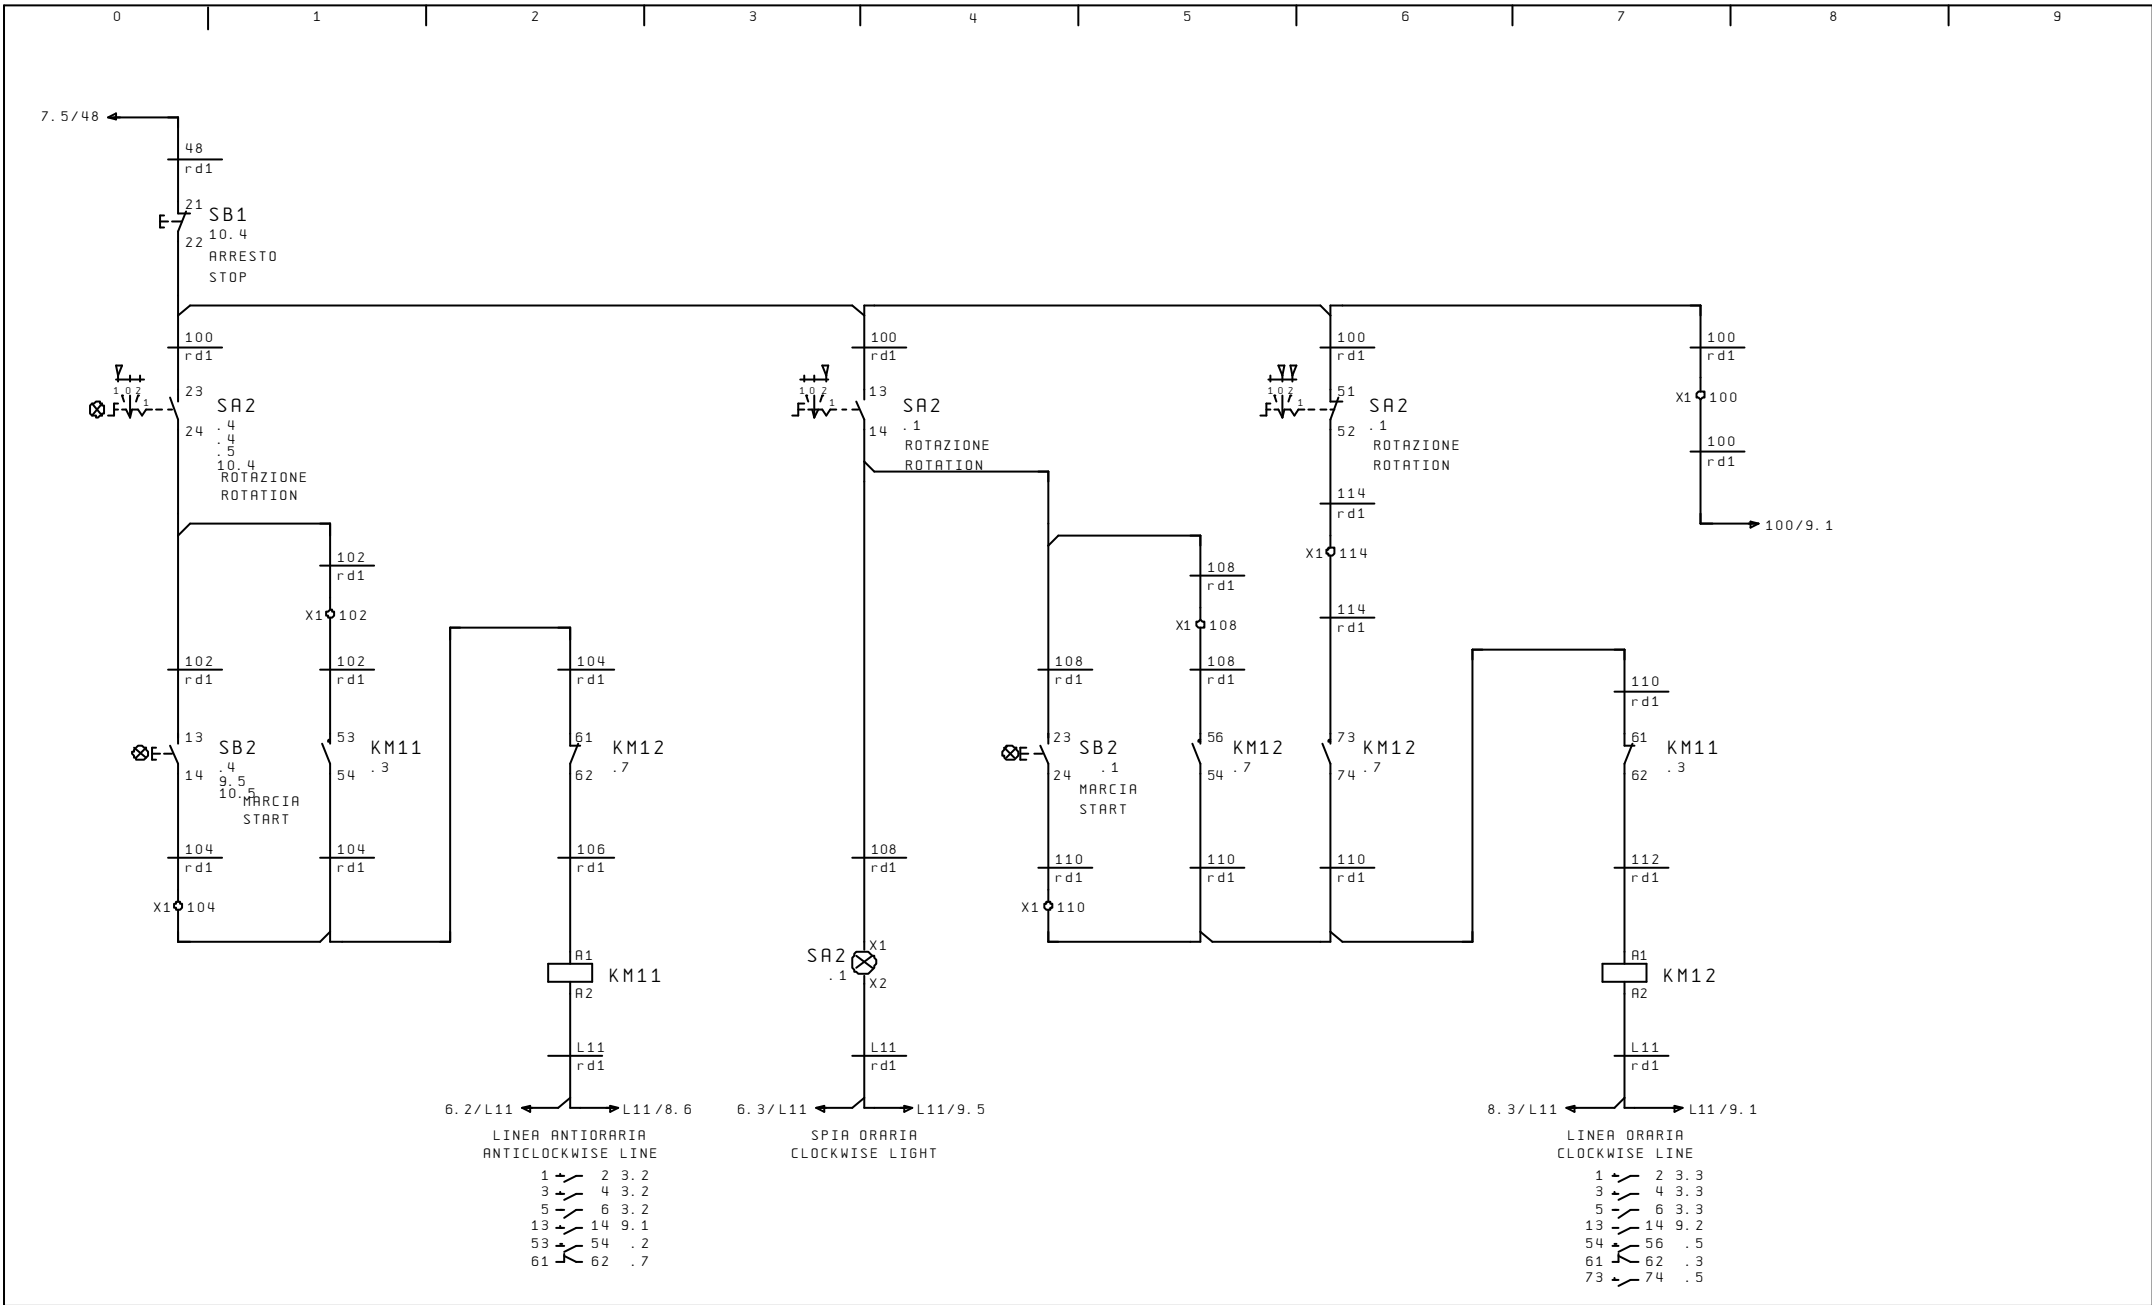 0 1 2 3 4 5 6 7 8 9
7.5/48
48
rd1
21
SB1
10.4
22
ARRESTO
STOP
100
rd1
100
rd1
100
rd1
100
rd1
1 0 2
1
23
SA2
.4
24
.4
.5
10.4
ROTAZIONE
ROTATION
1 0 2
1
13
SA2
.1
14
ROTAZIONE
ROTATION
1 0 2
1
51
SA2
.1
52
ROTAZIONE
ROTATION
X1 100
100
rd1
100/9.1
114
rd1
X1 114
114
rd1
102
rd1
X1 102
108
rd1
X1 108
102
rd1
102
rd1
104
rd1
108
rd1
108
rd1
110
rd1
13
SB2
.4
14
9.5
10.5
MARCIA
START
53
KM11
.3
54
61
KM12
.7
62
23
SB2
.1
24
MARCIA
START
56
KM12
.7
54
73
KM12
.7
74
61
KM11
.3
62
104
rd1
104
rd1
106
rd1
108
rd1
110
rd1
110
rd1
110
rd1
112
rd1
X1 104
X1 110
A1
KM11
A2
X1
SA2
.1
X2
A1
KM12
A2
L11
rd1
L11
rd1
L11
rd1
6.2/L11 L11/8.6
6.3/L11 L11/9.5
8.3/L11 L11/9.1
LINEA ANTIORARIA
ANTICLOCKWISE LINE
SPIA ORARIA
CLOCKWISE LIGHT
LINEA ORARIA
CLOCKWISE LINE
1 2 3.2
3 4 3.2
5 6 3.2
13 14 9.1
53 54 .2
61 62 .7
1 2 3.3
3 4 3.3
5 6 3.3
13 14 9.2
54 56 .5
61 62 .3
73 74 .5